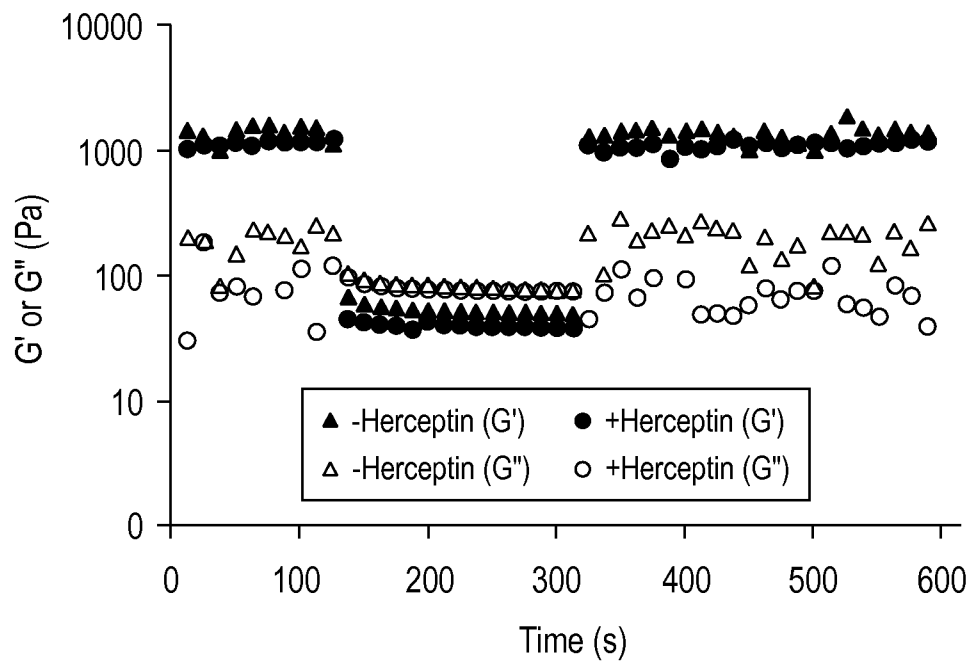 10000
1000
100
10
0
G' or G" (Pa)
-Herceptin (G') +Herceptin (G')
-Herceptin (G") +Herceptin (G")
0 100 200 300 400 500 600
Time (s)